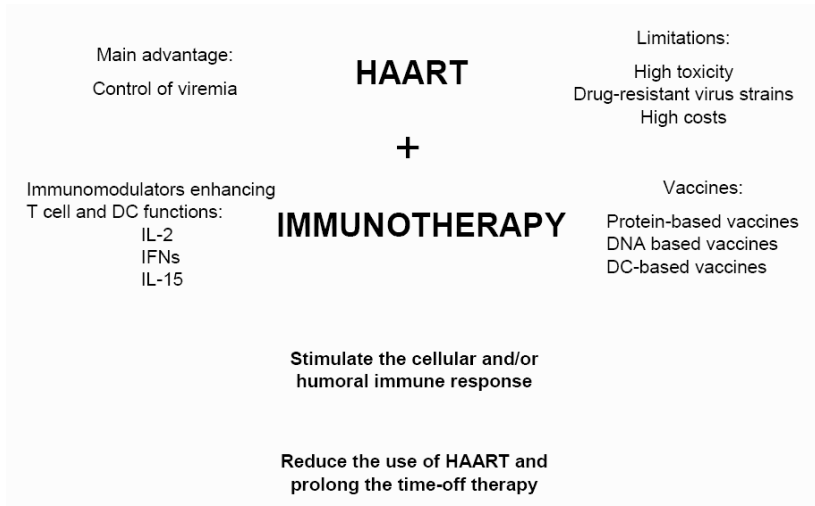 Main advantage:
Control of viremia
HAART
Limitations:
High toxicity
Drug-resistant virus strains
High costs
+
Immunomodulators enhancing
T cell and DC functions:
IL-2
IFNs
IL-15
IMMUNOTHERAPY
Vaccines:
Protein-based vaccines
DNA based vaccines
DC-based vaccines
Stimulate the cellular and/or
humoral immune response
Reduce the use of HAART and
prolong the time-off therapy